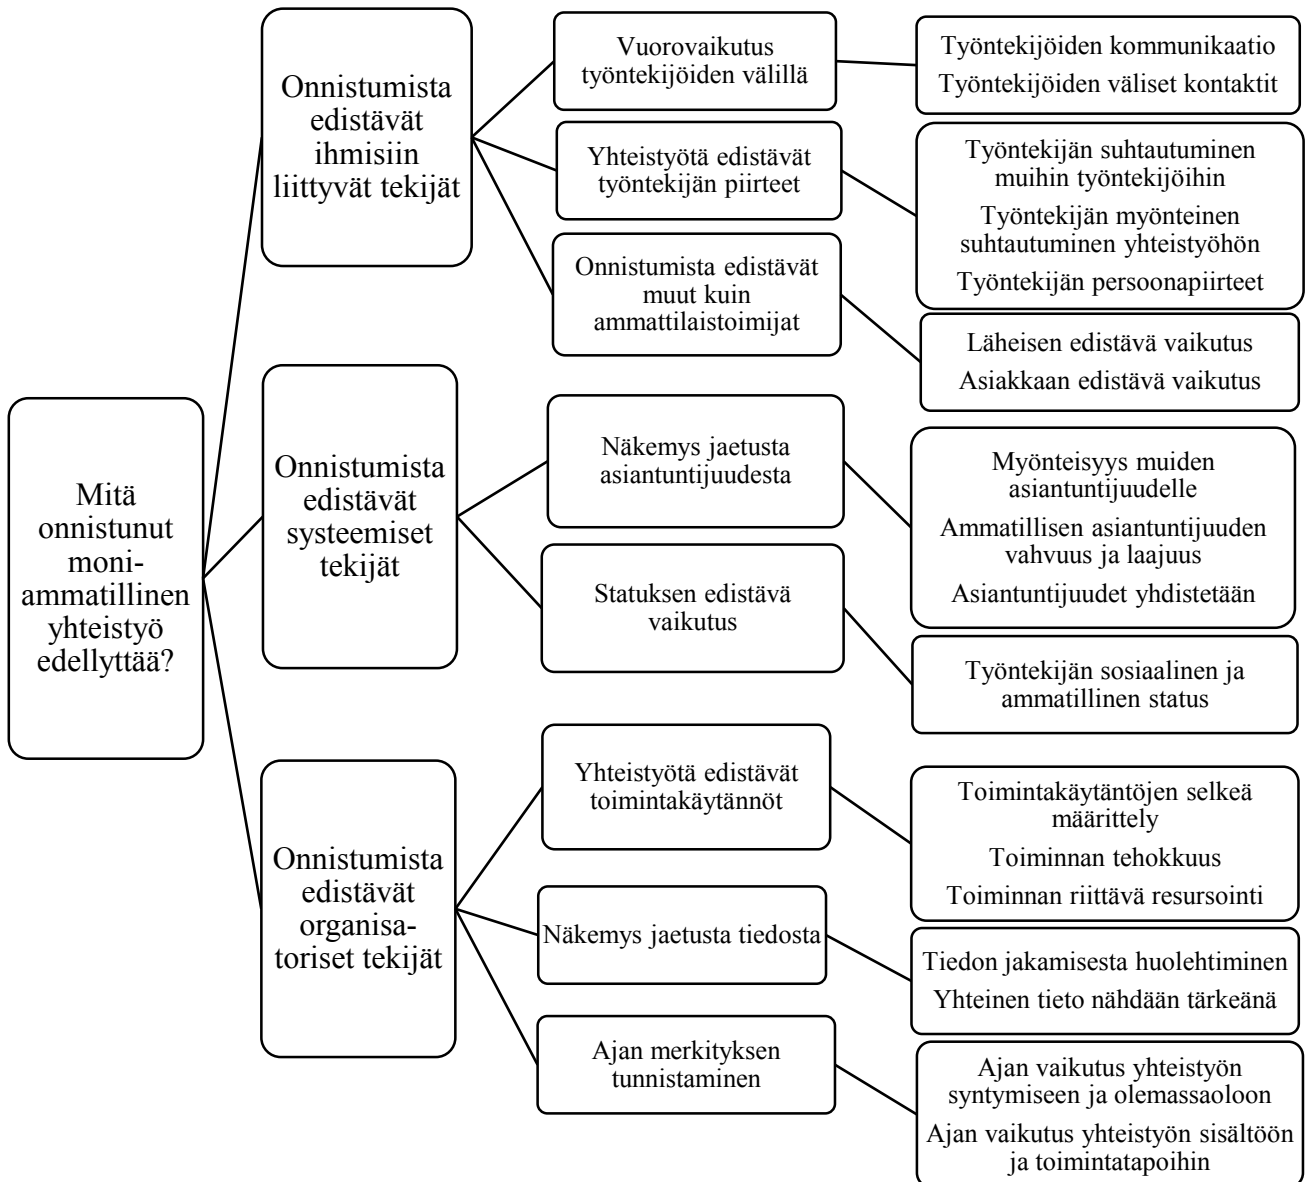 Mitä
onnistunut
moni-
ammatillinen
yhteistyö
edellyttää?
Onnistumista
edistävät
ihmisiin
liittyvät tekijät
Vuorovaikutus
työntekijöiden välillä
Työntekijöiden kommunikaatio
Työntekijöiden väliset kontaktit
Yhteistyötä edistävät
työntekijän piirteet
Työntekijän suhtautuminen
muihin työntekijöihin
Työntekijän myönteinen
suhtautuminen yhteistyöhön
Työntekijän persoonapiirteet
Onnistumista edistävät
muut kuin
ammattilaistoimijat
Läheisen edistävä vaikutus
Asiakkaan edistävä vaikutus
Onnistumista
edistävät
systeemiset
tekijät
Näkemys jaetusta
asiantuntijuudesta
Myönteisyys muiden
asiantuntijuudelle
Ammatillisen asiantuntijuuden
vahvuus ja laajuus
Asiantuntijuudet yhdistetään
Statuksen edistävä
vaikutus
Työntekijän sosiaalinen ja
ammatillinen status
Onnistumista
edistävät
organisa-
toriset tekijät
Yhteistyötä edistävät
toimintakäytännöt
Toimintakäytäntöjen selkeä
määrittely
Toiminnan tehokkuus
Toiminnan riittävä resursointi
Näkemys jaetusta tiedosta
Tiedon jakamisesta huolehtiminen
Yhteinen tieto nähdään tärkeänä
Ajan merkityksen
tunnistaminen
Ajan vaikutus yhteistyön
syntymiseen ja olemassaoloon
Ajan vaikutus yhteistyön sisältöön
ja toimintatapoihin